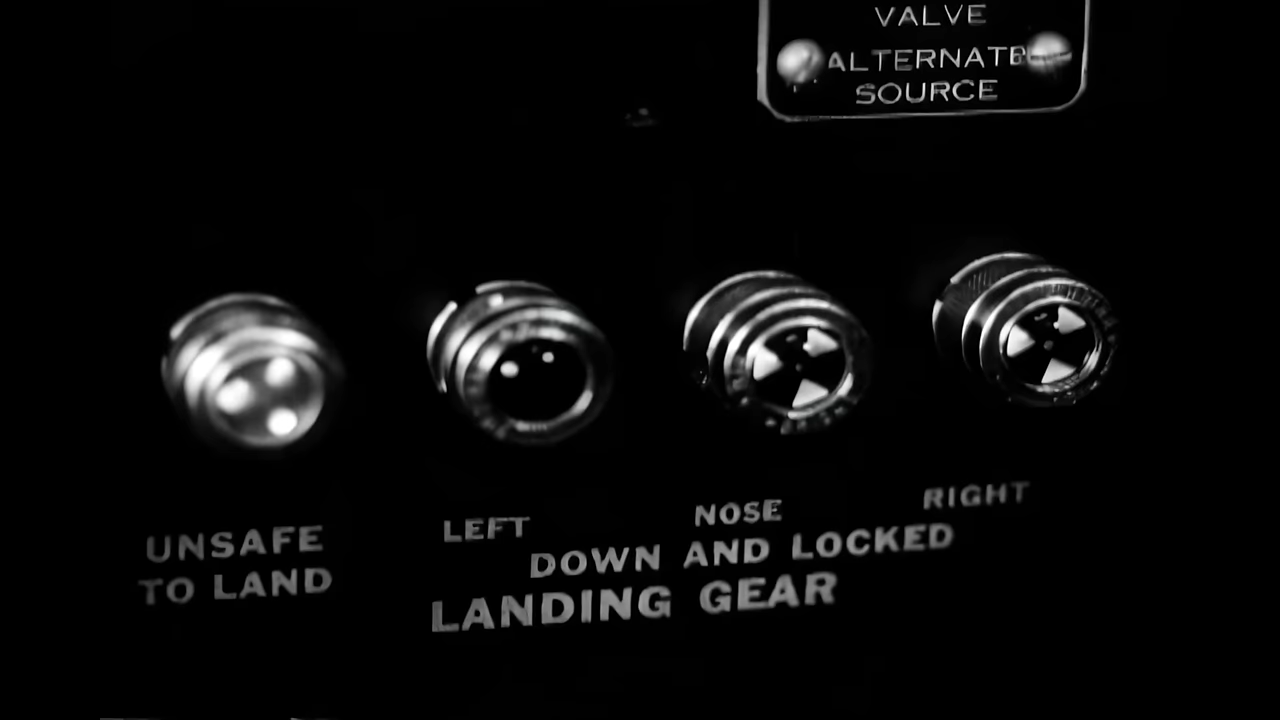 VALVE
ALTERNATE
SOURCE
UNSAFE
TO LAND
LEFT
NOSE
RIGHT
DOWN AND LOCKED
LANDING GEAR